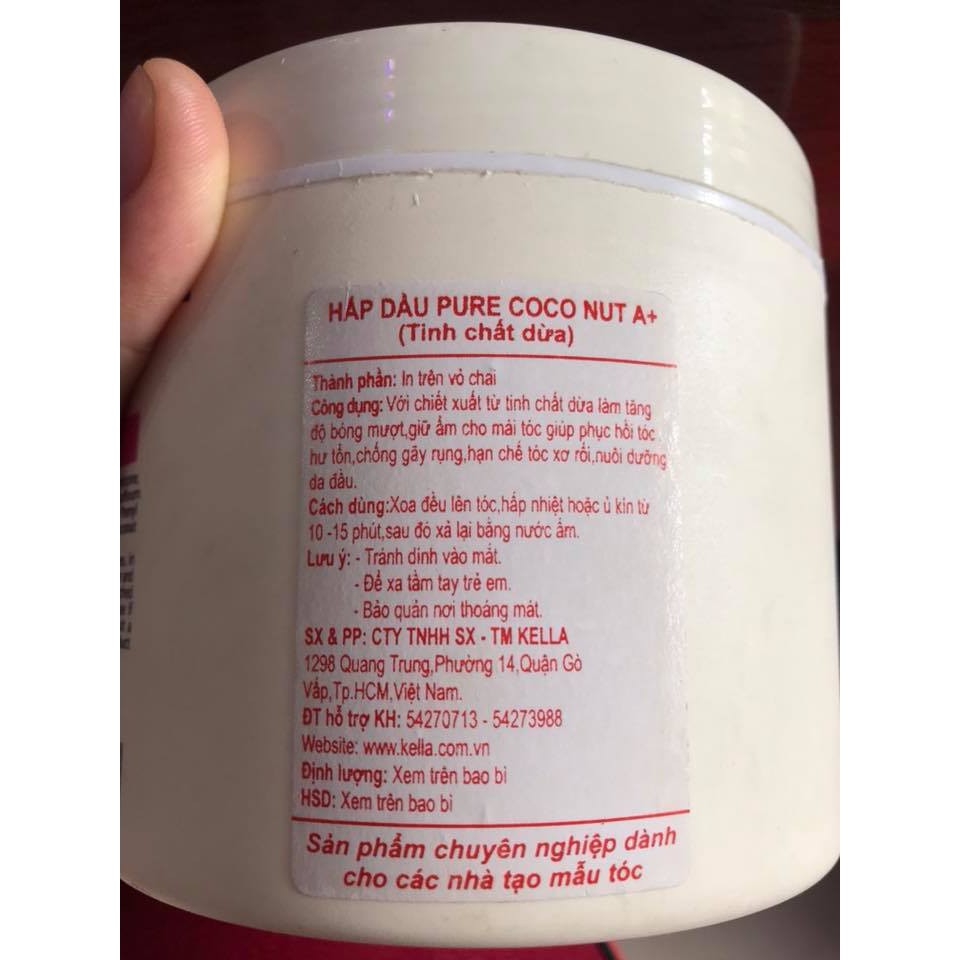 HẤP DẦU PURE COCO NUT A+
(Tinh chất dừa)
Thành phần: In trên vỏ chai
Công dụng: Với chiết xuất từ tinh chất dừa làm tăng
độ bóng mượt,giữ ẩm cho mái tóc giúp phục hồi tóc
hư tổn,chống gãy rụng,hạn chế tóc xơ rối,nuôi dưỡng
da đầu.
Cách dùng:Xoa đều lên tóc,hấp nhiệt hoặc ủ kín từ
10 -15 phút,sau đó xả lại bằng nước ấm.
Lưu ý: - Tránh dính vào mắt.
- Để xa tầm tay trẻ em.
- Bảo quản nơi thoáng mát.
SX & PP: CTY TNHH SX - TM KELLA
1298 Quang Trung,Phường 14,Quận Gò
Vấp,Tp.HCM,Việt Nam.
ĐT hỗ trợ KH: 54270713 - 54273988
Website: www.kella.com.vn
Định lượng: Xem trên bao bì
HSD: Xem trên bao bì
Sản phẩm chuyên nghiệp dành
cho các nhà tạo mẫu tóc